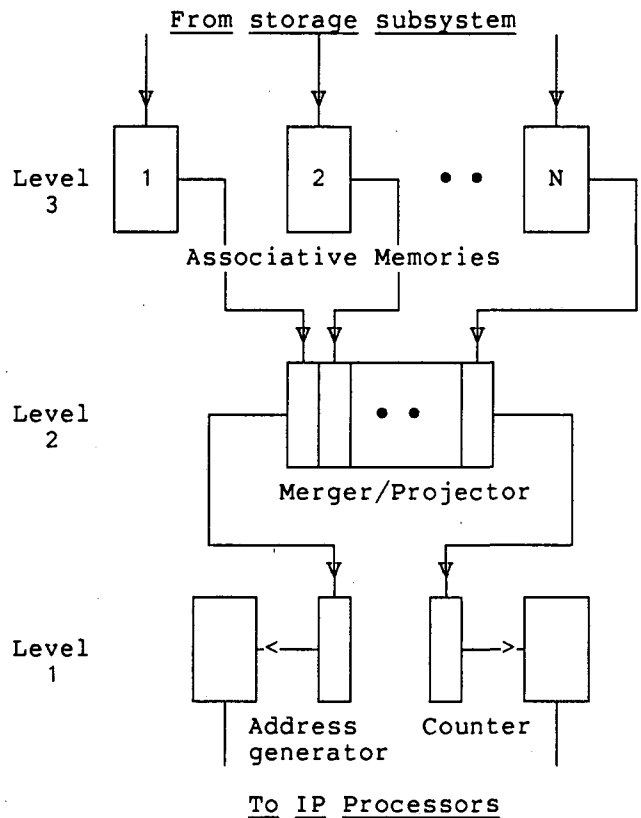 From storage subsystem
Level
3
1
2
N
Associative Memories
Level
2
Merger/Projector
Level
1
Address
generator
Counter
To IP Processors